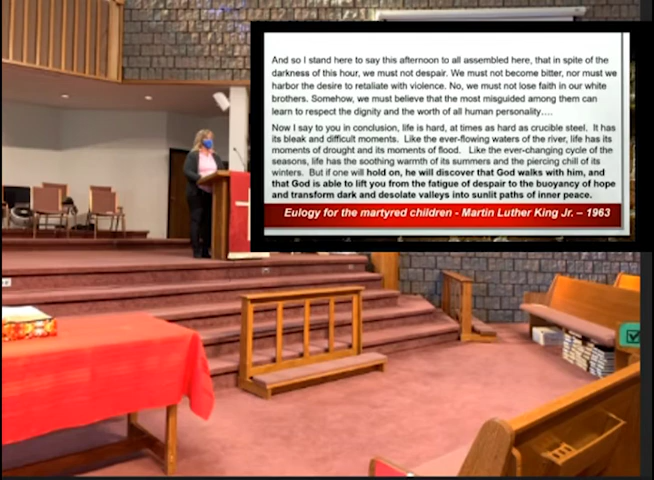 And so I stand here to say this afternoon to all assembled here, that in spite of the
darkness of this hour, we must not despair. We must not become bitter, nor must we
harbor the desire to retaliate with violence. No, we must not lose faith in our white
brothers. Somehow, we must believe that the most misguided among them can
learn to respect the dignity and the worth of all human personality….
Now I say to you in conclusion, life is hard, at times as hard as crucible steel. It has
its bleak and difficult moments. Like the ever-flowing waters of the river, life has its
moments of drought and its moments of flood. Like the ever-changing cycle of the
seasons, life has the soothing warmth of its summers and the piercing chill of its
winters. But if one will hold on, he will discover that God walks with him, and
that God is able to lift you from the fatigue of despair to the buoyancy of hope
and transform dark and desolate valleys into sunlit paths of inner peace.
Eulogy for the martyred children - Martin Luther King Jr. – 1963